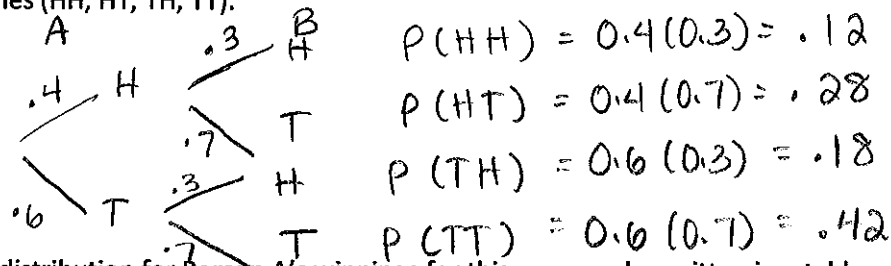 (HH, HT, TH, TT).
A B
.3 H P(HH) = 0.4(0.3) = .12
.4 H
.7 T P(HT) = 0.4(0.7) = .28
.3 H P(TH) = 0.6(0.3) = .18
.6 T
.7 T P(TT) = 0.6(0.7) = .42
distribution for